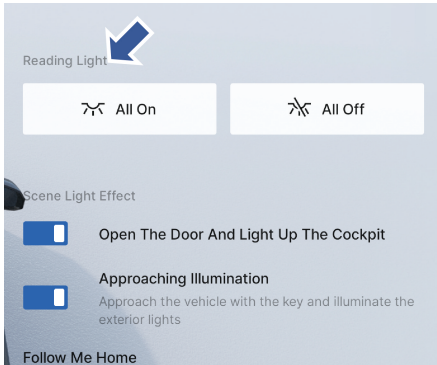 Reading Light
All On
All Off
Scene Light Effect
Open The Door And Light Up The Cockpit
Approaching Illumination
Approach the vehicle with the key and illuminate the
exterior lights
Follow Me Home